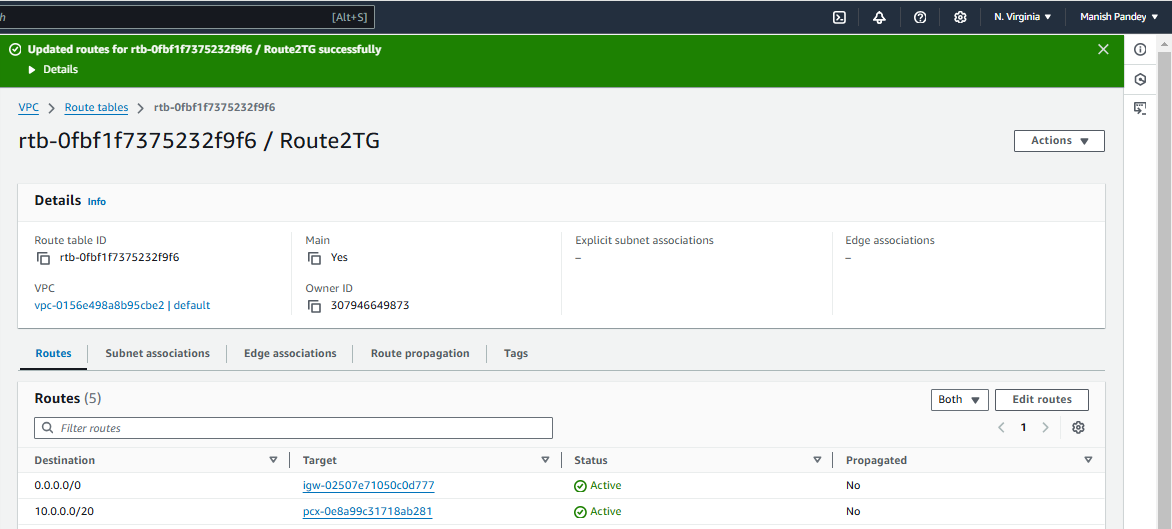 h [Alt+S] N. Virginia ▼ Manish Pandey ▼
Updated routes for rtb-0fbf1f7375232f9f6 / Route2TG successfully
▶ Details
VPC > Route tables > rtb-0fbf1f7375232f9f6
rtb-0fbf1f7375232f9f6 / Route2TG
Actions ▼
Details Info
Route table ID Main Explicit subnet associations Edge associations
rtb-0fbf1f7375232f9f6 Yes – –
VPC Owner ID
vpc-0156e498a8b95cbe2 | default 307946649873
Routes Subnet associations Edge associations Route propagation Tags
Routes (5)
Both ▼ Edit routes
Filter routes
1
Destination Target Status Propagated
0.0.0.0/0 igw-02507e71050c0d777 Active No
10.0.0.0/20 pcx-0e8a99c31718ab281 Active No